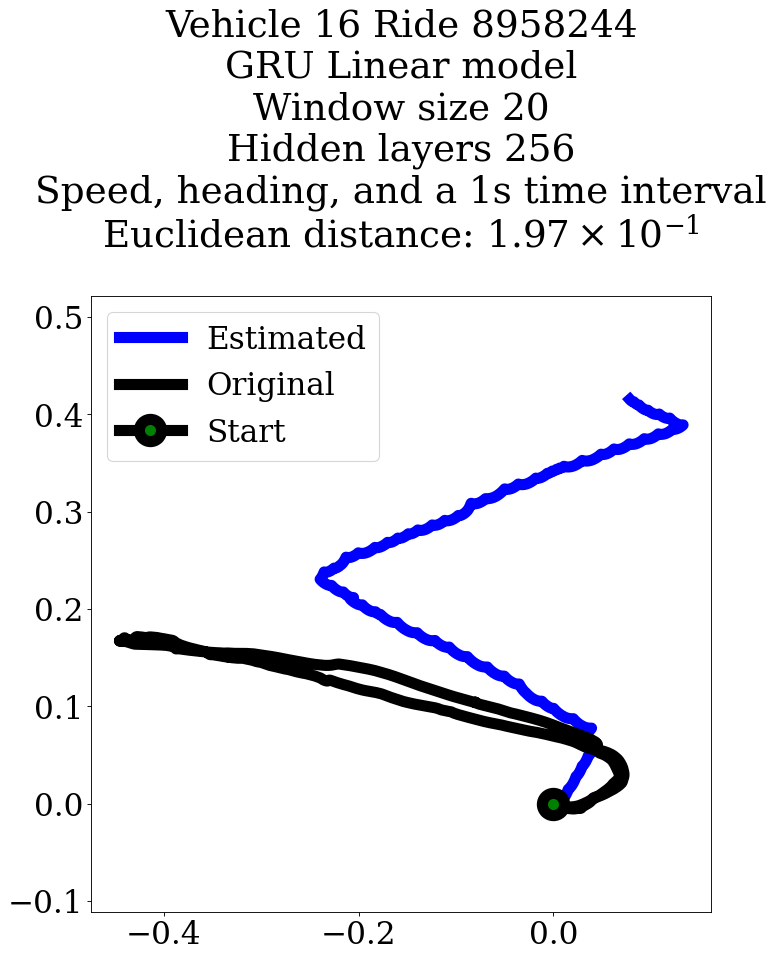 Vehicle 16 Ride 8958244
GRU Linear model
Window size 20
Hidden layers 256
Speed, heading, and a 1s time interval
Euclidean distance: 1.97 × 10⁻¹
Estimated
Original
Start
0.5
0.4
0.3
0.2
0.1
0.0
−0.1
−0.4 −0.2 0.0